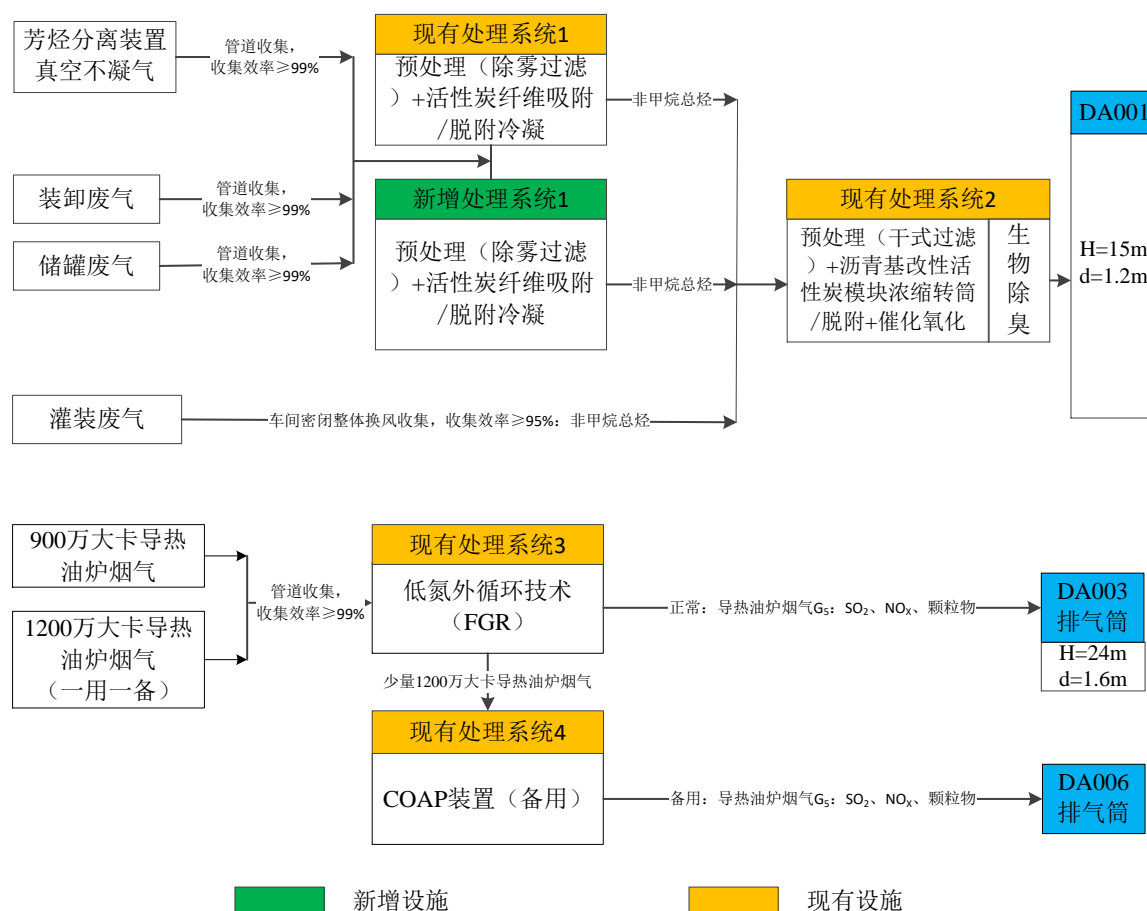 芳烃分离装置
真空不凝气
管道收集，
收集效率≥99%
现有处理系统1
预处理（除雾过滤
）+活性炭纤维吸附
/脱附冷凝
非甲烷总烃
装卸废气
管道收集，
收集效率≥99%
储罐废气
管道收集，
收集效率≥99%
新增处理系统1
预处理（除雾过滤
）+活性炭纤维吸附
/脱附冷凝
非甲烷总烃
现有处理系统2
预处理（干式过滤
）+沥青基改性活
性炭模块浓缩转筒
/脱附+催化氧化
生
物
除
臭
DA001
H=15m
d=1.2m
灌装废气
车间密闭整体换风收集，收集效率≥95%：非甲烷总烃
900万大卡导热
油炉烟气
1200万大卡导热
油炉烟气
（一用一备）
管道收集，
收集效率≥99%
现有处理系统3
低氮外循环技术
（FGR）
正常：导热油炉烟气G₅：SO₂、NOₓ、颗粒物
DA003
排气筒
H=24m
d=1.6m
少量1200万大卡导热油炉烟气
现有处理系统4
COAP装置（备用）
备用：导热油炉烟气G₅：SO₂、NOₓ、颗粒物
DA006
排气筒
新增设施
现有设施